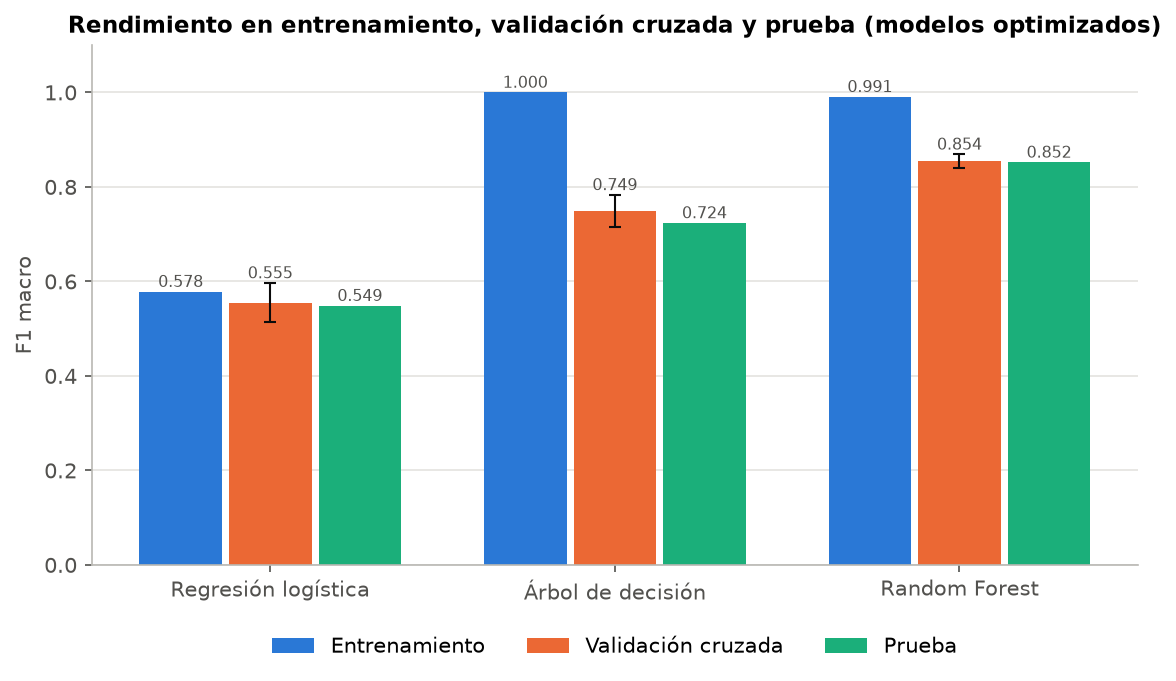 Rendimiento en entrenamiento, validación cruzada y prueba (modelos optimizados)
F1 macro
1.0
0.8
0.6
0.4
0.2
0.0
0.578
0.555
0.549
1.000
0.749
0.724
0.991
0.854
0.852
Regresión logística
Árbol de decisión
Random Forest
Entrenamiento
Validación cruzada
Prueba